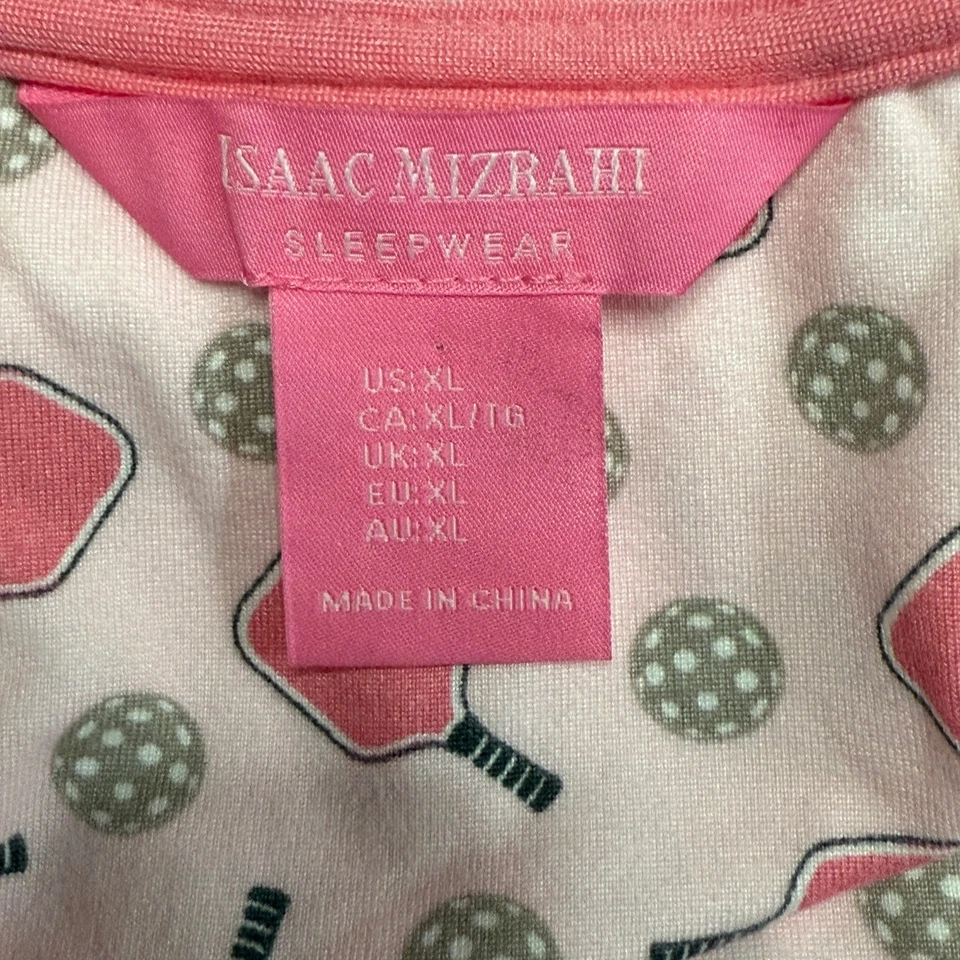 ISAAC MIZRAHI
SLEEPWEAR
US:XL
CA:XL/TG
UK:XL
EU:XL
AU:XL
MADE IN CHINA